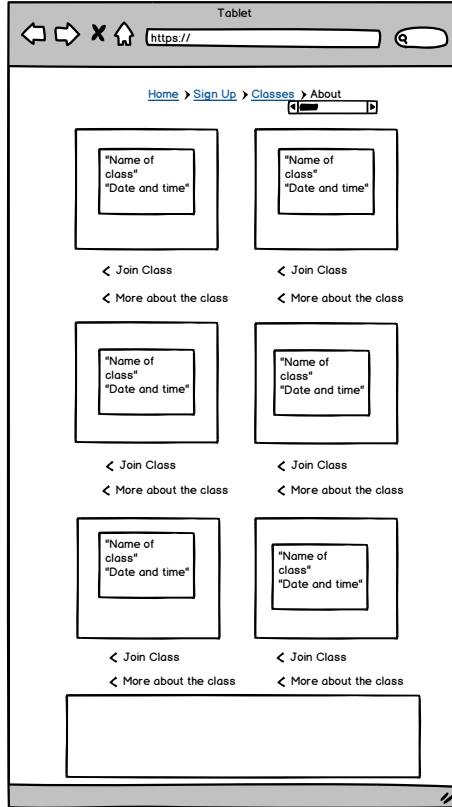 Tablet
https://
Home Sign Up Classes About
"Name of
class"
"Date and time"
"Name of
class"
"Date and time"
Join Class
Join Class
More about the class
More about the class
"Name of
class"
"Date and time"
"Name of
class"
"Date and time"
Join Class
Join Class
More about the class
More about the class
"Name of
class"
"Date and time"
"Name of
class"
"Date and time"
Join Class
Join Class
More about the class
More about the class